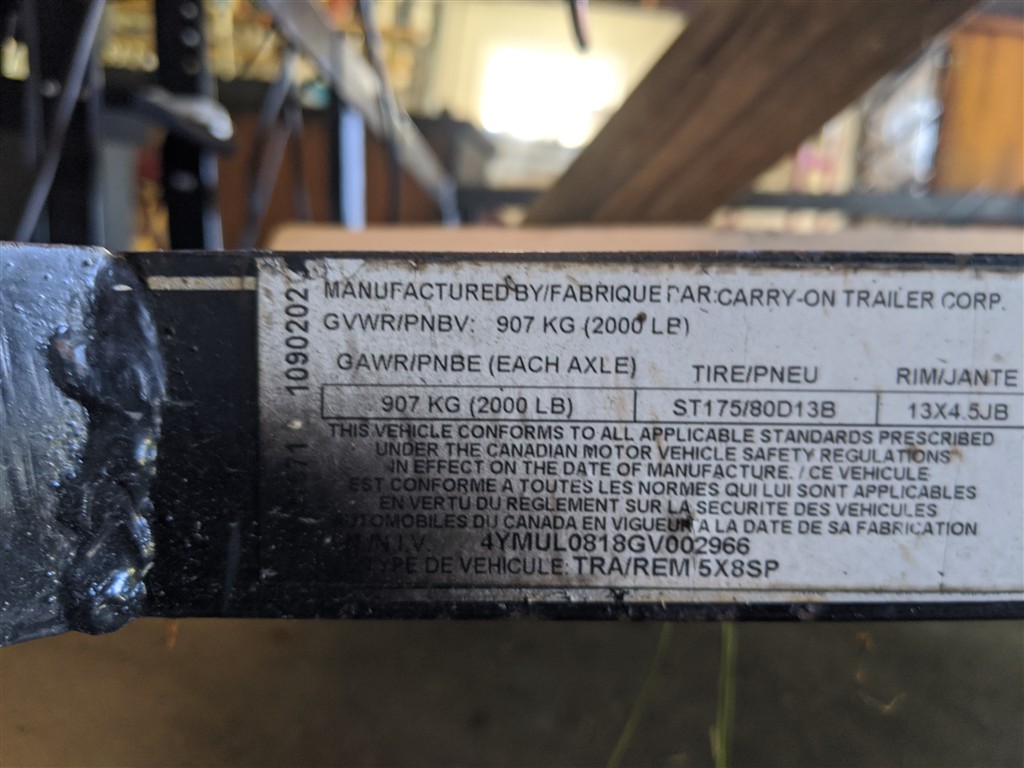 MANUFACTURED BY/FABRIQUE PAR:CARRY-ON TRAILER CORP.
GVWR/PNBV: 907 KG (2000 LB)
GAWR/PNBE (EACH AXLE) TIRE/PNEU RIM/JANTE
907 KG (2000 LB) ST175/80D13B 13X4.5JB
THIS VEHICLE CONFORMS TO ALL APPLICABLE STANDARDS PRESCRIBED
UNDER THE CANADIAN MOTOR VEHICLE SAFETY REGULATIONS
IN EFFECT ON THE DATE OF MANUFACTURE. / CE VEHICULE
EST CONFORME A TOUTES LES NORMES QUI LUI SONT APPLICABLES
EN VERTU DU REGLEMENT SUR LA SECURITE DES VEHICULES
AUTOMOBILES DU CANADA EN VIGUEUR A LA DATE DE SA FABRICATION
N.I.V. 4YMUL0818GV002966
TYPE DE VEHICULE: TRA/REM 5X8SP
1090202